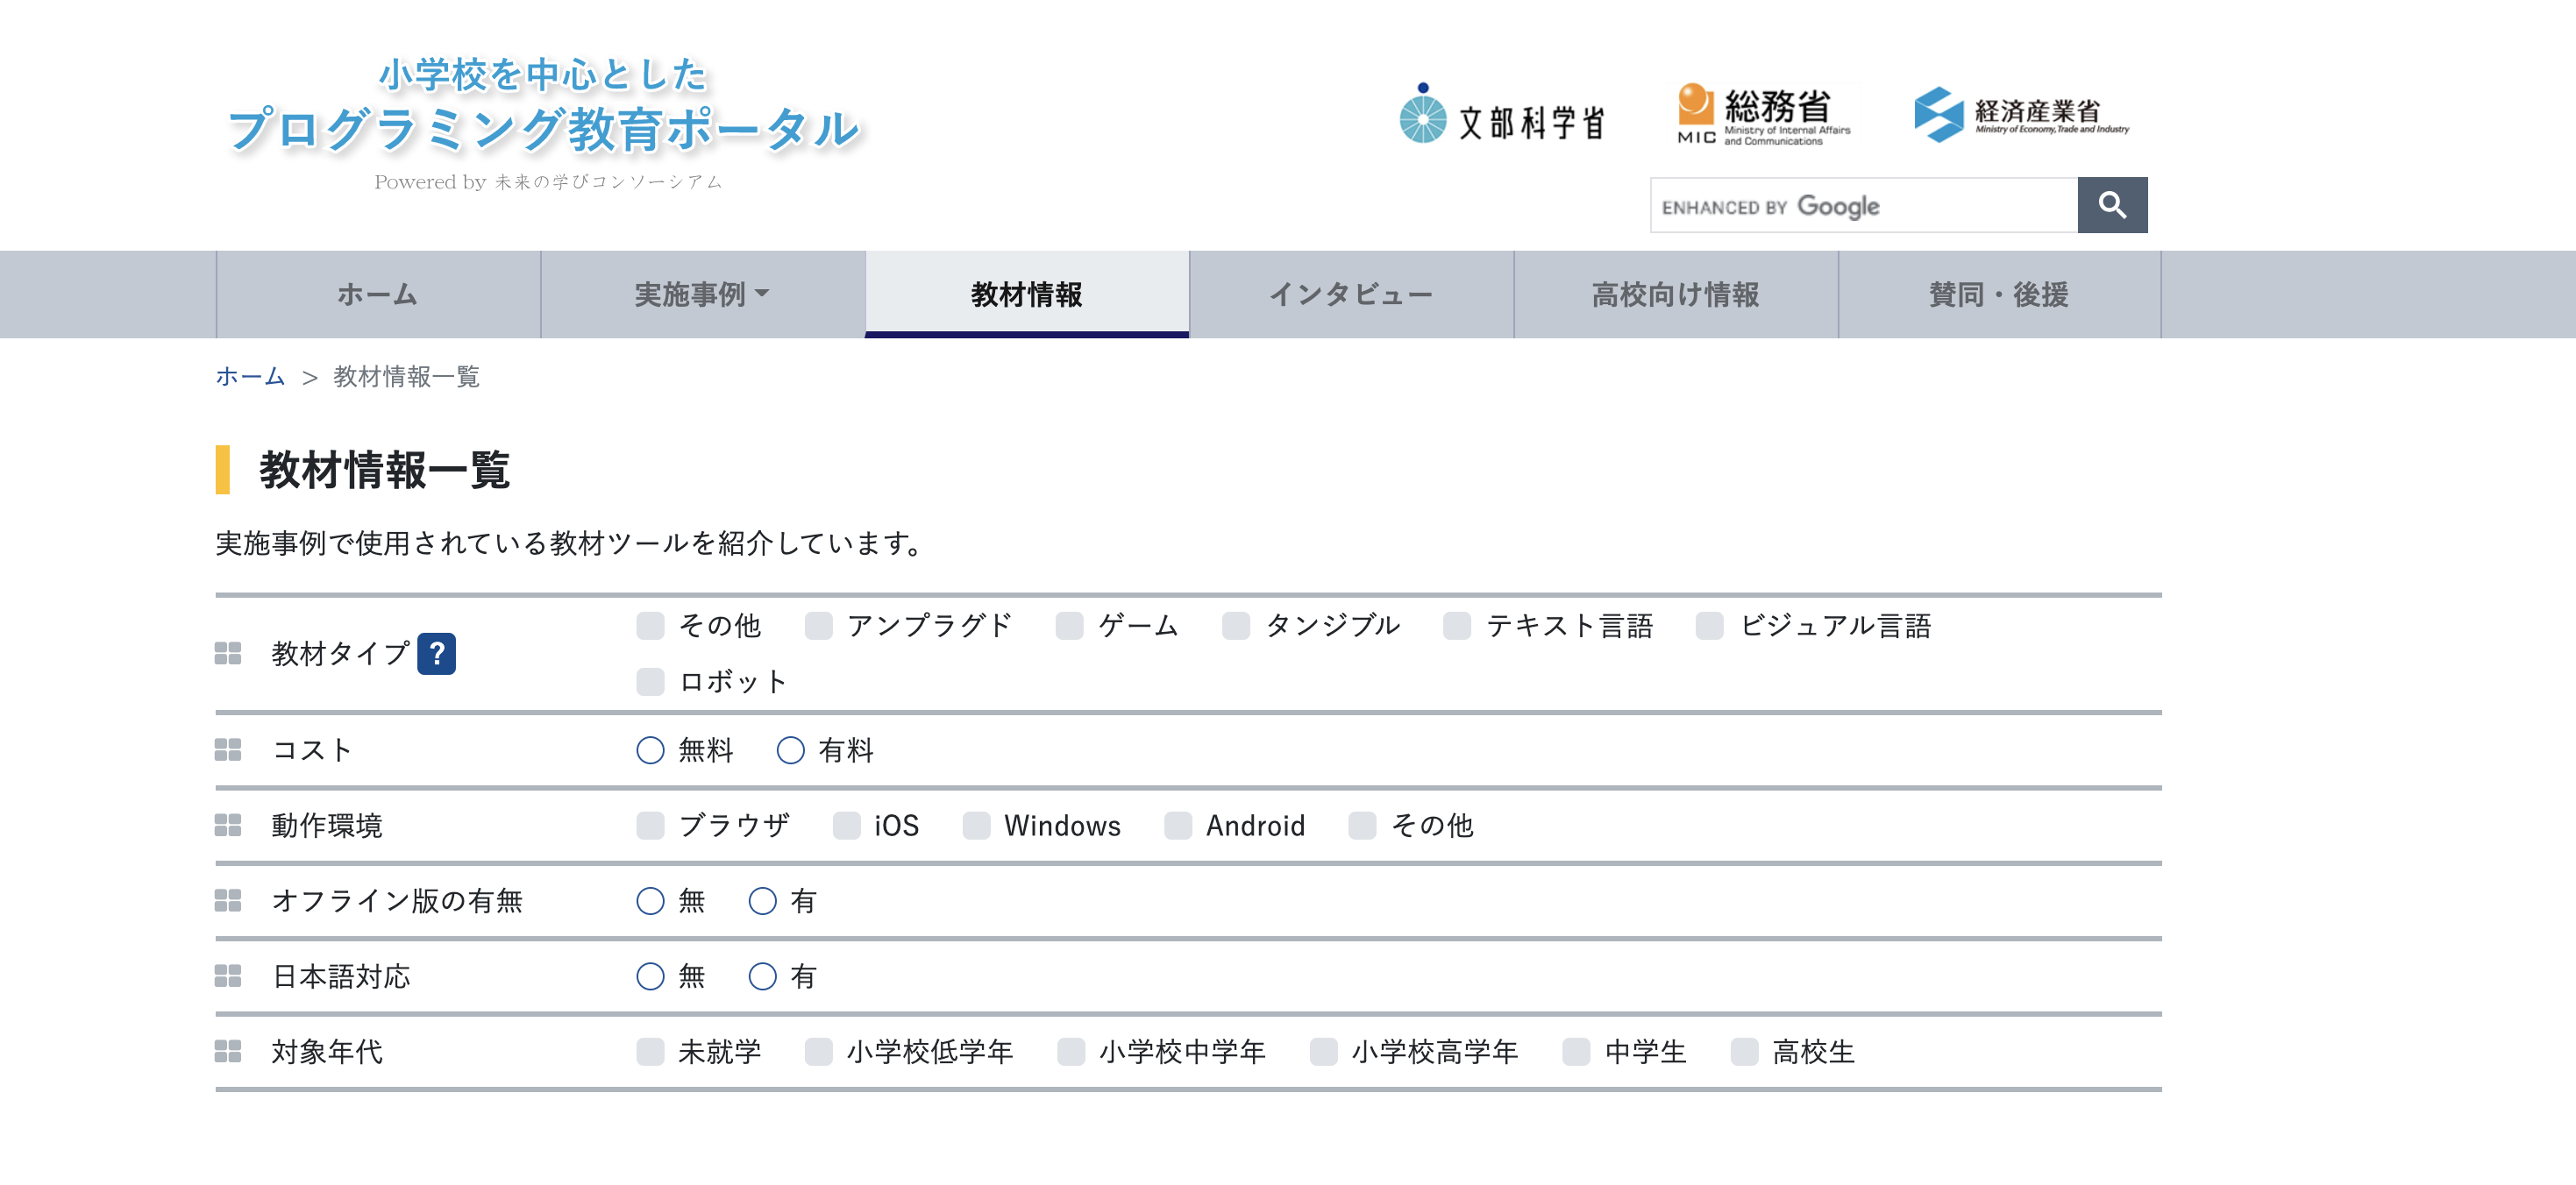 小学校を中心とした
プログラミング教育ポータル
Powered by 未来の学びコンソーシアム
文部科学省
総務省
MIC Ministry of Internal Affairs and Communications
経済産業省
Ministry of Economy, Trade and Industry
ENHANCED BY Google
ホーム 実施事例 教材情報 インタビュー 高校向け情報 賛同・後援
ホーム > 教材情報一覧
教材情報一覧
実施事例で使用されている教材ツールを紹介しています。
教材タイプ ? その他 アンプラグド ゲーム タンジブル テキスト言語 ビジュアル言語
ロボット
コスト 無料 有料
動作環境 ブラウザ iOS Windows Android その他
オフライン版の有無 無 有
日本語対応 無 有
対象年代 未就学 小学校低学年 小学校中学年 小学校高学年 中学生 高校生